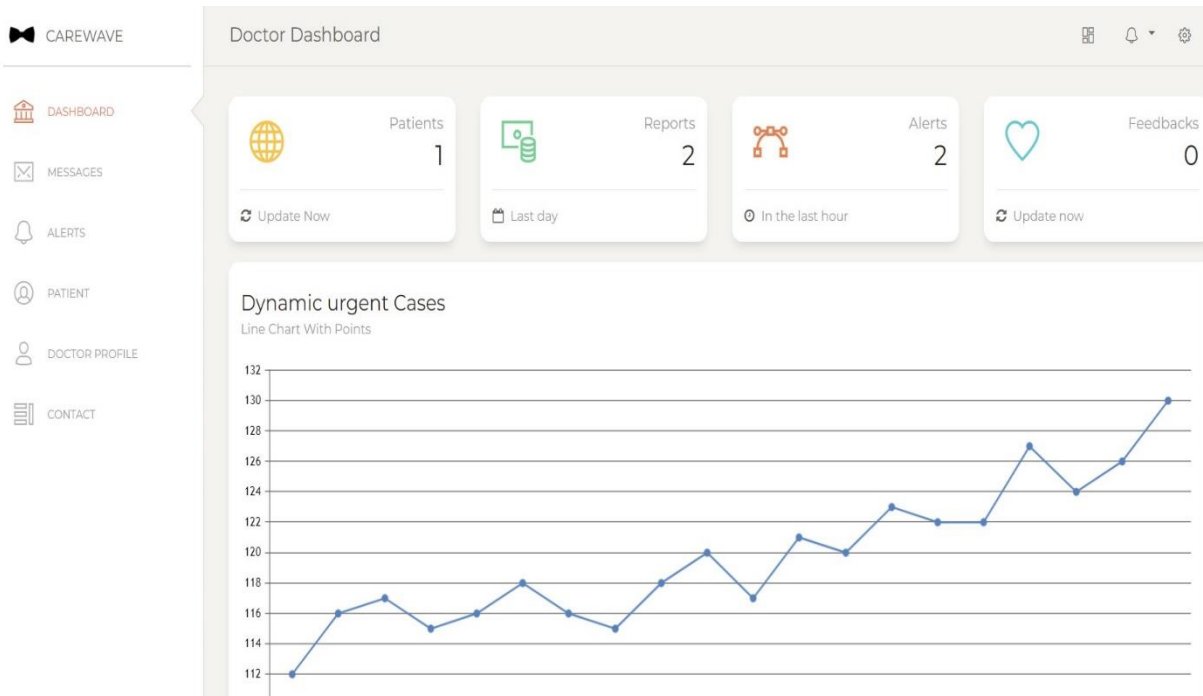 CAREWAVE
Doctor Dashboard
DASHBOARD
MESSAGES
ALERTS
PATIENT
DOCTOR PROFILE
CONTACT
Patients
1
Update Now
Reports
2
Last day
Alerts
2
In the last hour
Feedbacks
0
Update now
Dynamic urgent Cases
Line Chart With Points
132
130
128
126
124
122
120
118
116
114
112